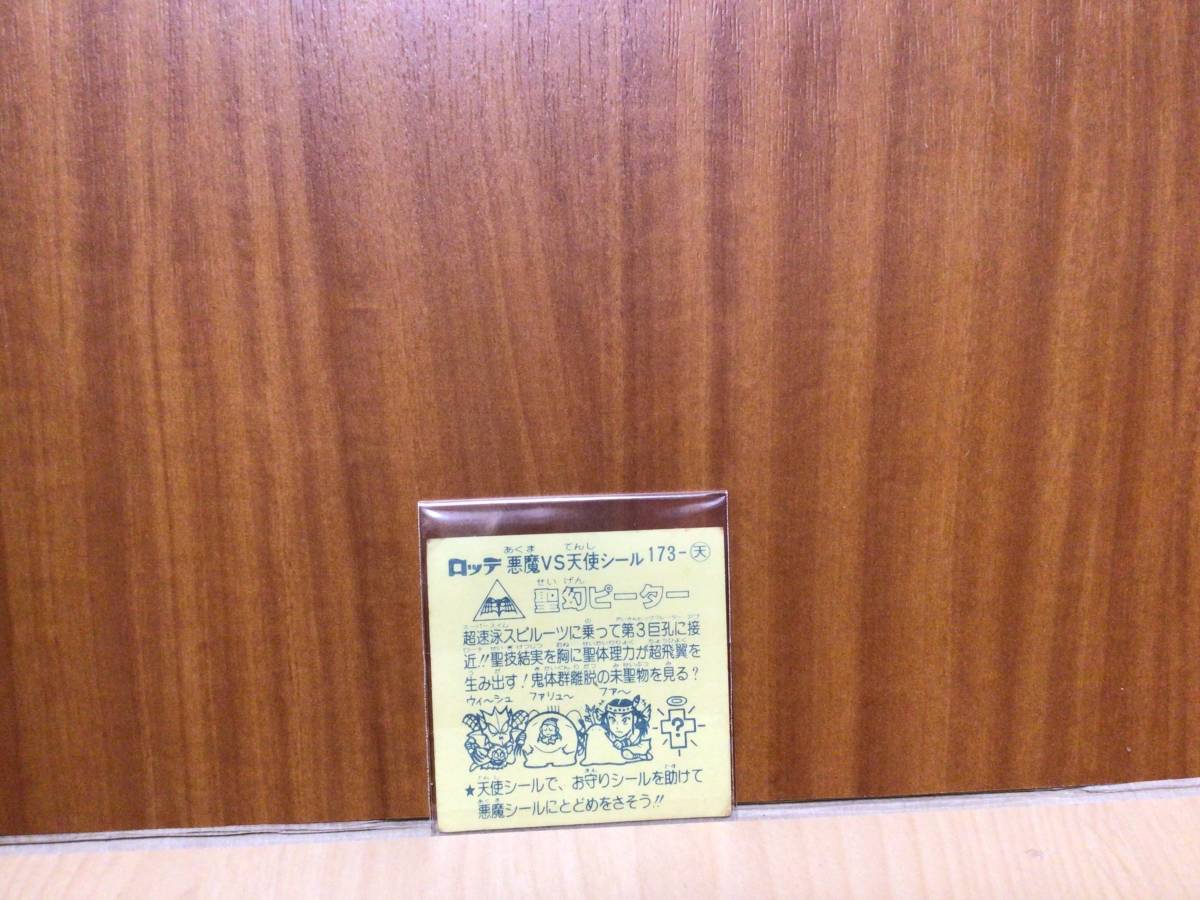 ロッテ 悪魔VS天使シール 173-天
聖幻ピーター
超速泳スピルーツに乗って第3巨孔に接
近!!聖技結実を胸に聖体理力が超飛翼を
生み出す!鬼体群離脱の未聖物を見る?
ウィ〜シュ ファリュ〜 ファ〜
?
★天使シールで、お守りシールを助けて
悪魔シールにとどめをさそう!!